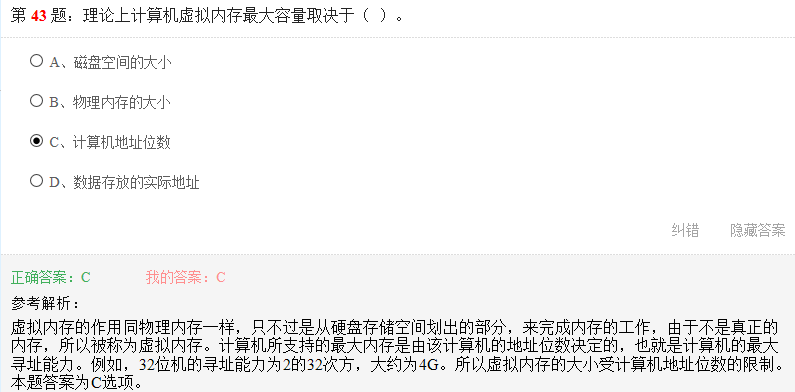 第 43 题：理论上计算机虚拟内存最大容量取决于（ ）。
A、磁盘空间的大小
B、物理内存的大小
C、计算机地址位数
D、数据存放的实际地址
纠错 隐藏答案
正确答案：C 我的答案：C
参考解析：
虚拟内存的作用同物理内存一样，只不过是从硬盘存储空间划出的部分，来完成内存的工作，由于不是真正的
内存，所以被称为虚拟内存。计算机所支持的最大内存是由该计算机的地址位数决定的，也就是计算机的最大
寻址能力。例如，32位机的寻址能力为2的32次方，大约为4G。所以虚拟内存的大小受计算机地址位数的限制。
本题答案为C选项。